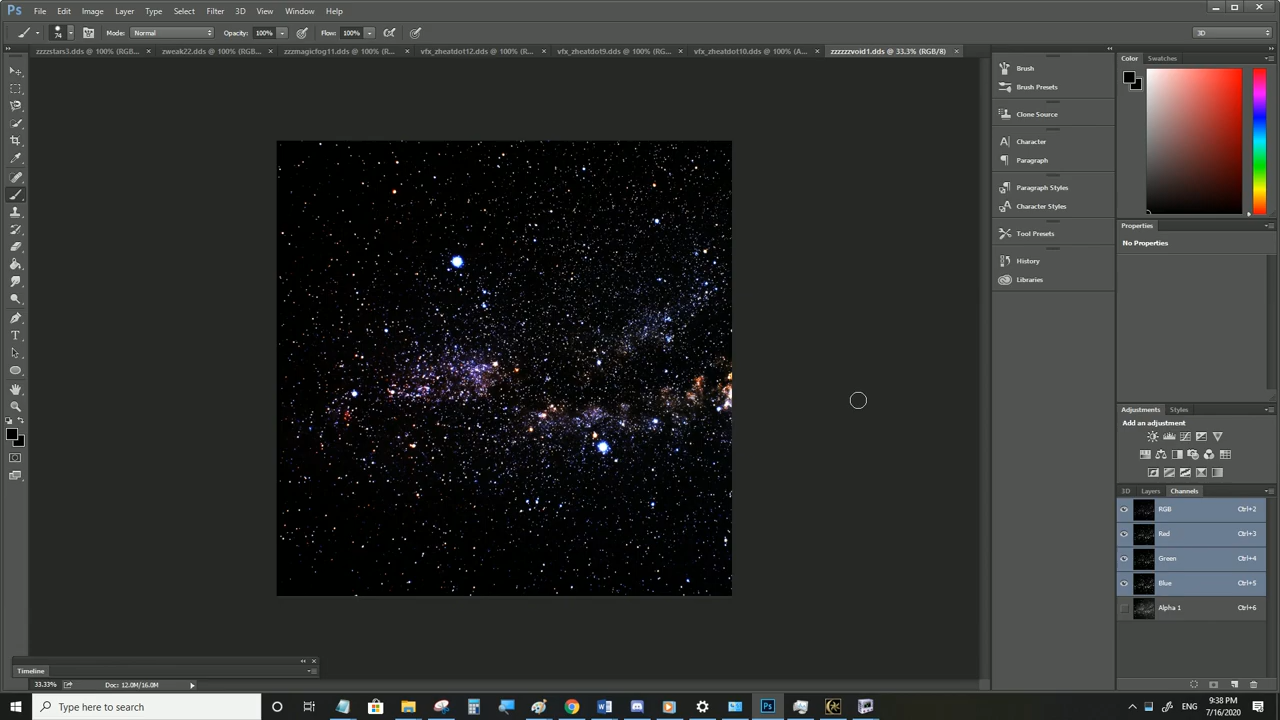 Ps File Edit Image Layer Type Select Filter 3D View Window Help
74 Mode: Normal Opacity: 100% Flow: 100% 3D
zzzzstars3.dds @ 100% (RGB... × zweak22.dds @ 100% (RGB... × zzzmagicfog11.dds @ 100% (R... × vfx_zheatdot12.dds @ 100% (R... × vfx_zheatdot9.dds @ 100% (RG... × vfx_zheatdot10.dds @ 100% (A... × zzzzzzvoid1.dds @ 33.3% (RGB/8) ×
Brush
Brush Presets
Clone Source
Character
Paragraph
Paragraph Styles
Character Styles
Tool Presets
History
Libraries
Color Swatches
Properties
No Properties
Adjustments Styles
Add an adjustment
3D Layers Channels
RGB Ctrl+2
Red Ctrl+3
Green Ctrl+4
Blue Ctrl+5
Alpha 1 Ctrl+6
Timeline
33.33% Doc: 12.0M/16.0M
Type here to search
ENG 9:38 PM
7/16/2020